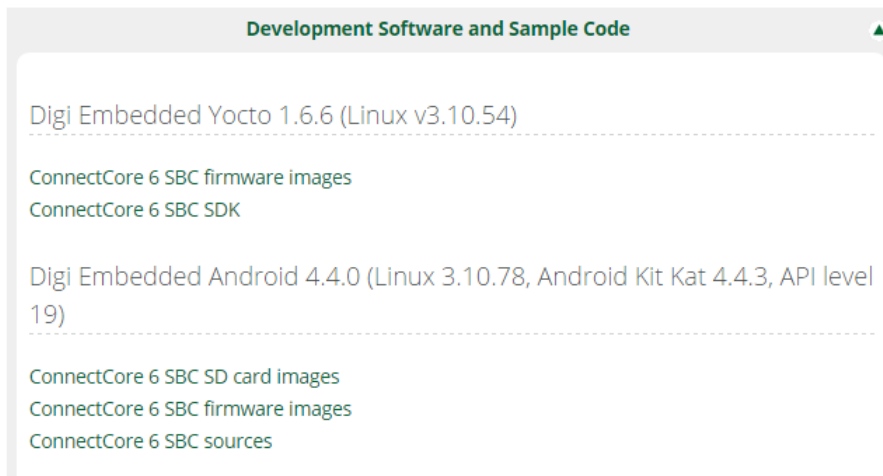 Development Software and Sample Code
Digi Embedded Yocto 1.6.6 (Linux v3.10.54)
ConnectCore 6 SBC firmware images
ConnectCore 6 SBC SDK
Digi Embedded Android 4.4.0 (Linux 3.10.78, Android Kit Kat 4.4.3, API level
19)
ConnectCore 6 SBC SD card images
ConnectCore 6 SBC firmware images
ConnectCore 6 SBC sources